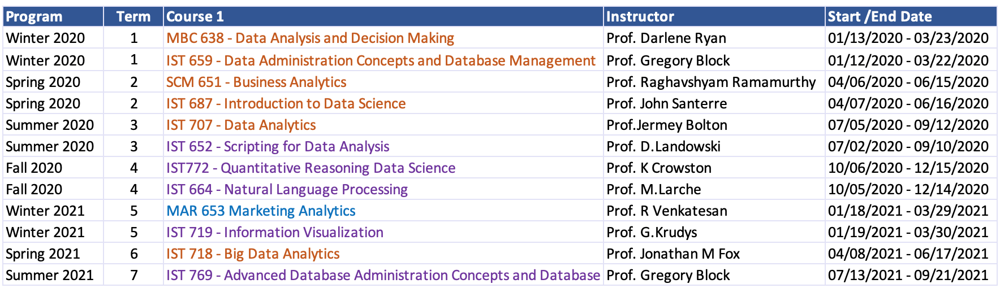 Program Term Course 1 Instructor Start /End Date
Winter 2020 1 MBC 638 - Data Analysis and Decision Making Prof. Darlene Ryan 01/13/2020 - 03/23/2020
Winter 2020 1 IST 659 - Data Administration Concepts and Database Management Prof. Gregory Block 01/12/2020 - 03/22/2020
Spring 2020 2 SCM 651 - Business Analytics Prof. Raghavshyam Ramamurthy 04/06/2020 - 06/15/2020
Spring 2020 2 IST 687 - Introduction to Data Science Prof. John Santerre 04/07/2020 - 06/16/2020
Summer 2020 3 IST 707 - Data Analytics Prof.Jermey Bolton 07/05/2020 - 09/12/2020
Summer 2020 3 IST 652 - Scripting for Data Analysis Prof. D.Landowski 07/02/2020 - 09/10/2020
Fall 2020 4 IST772 - Quantitative Reasoning Data Science Prof. K Crowston 10/06/2020 - 12/15/2020
Fall 2020 4 IST 664 - Natural Language Processing Prof. M.Larche 10/05/2020 - 12/14/2020
Winter 2021 5 MAR 653 Marketing Analytics Prof. R Venkatesan 01/18/2021 - 03/29/2021
Winter 2021 5 IST 719 - Information Visualization Prof. G.Krudys 01/19/2021 - 03/30/2021
Spring 2021 6 IST 718 - Big Data Analytics Prof. Jonathan M Fox 04/08/2021 - 06/17/2021
Summer 2021 7 IST 769 - Advanced Database Administration Concepts and Database Prof. Gregory Block 07/13/2021 - 09/21/2021